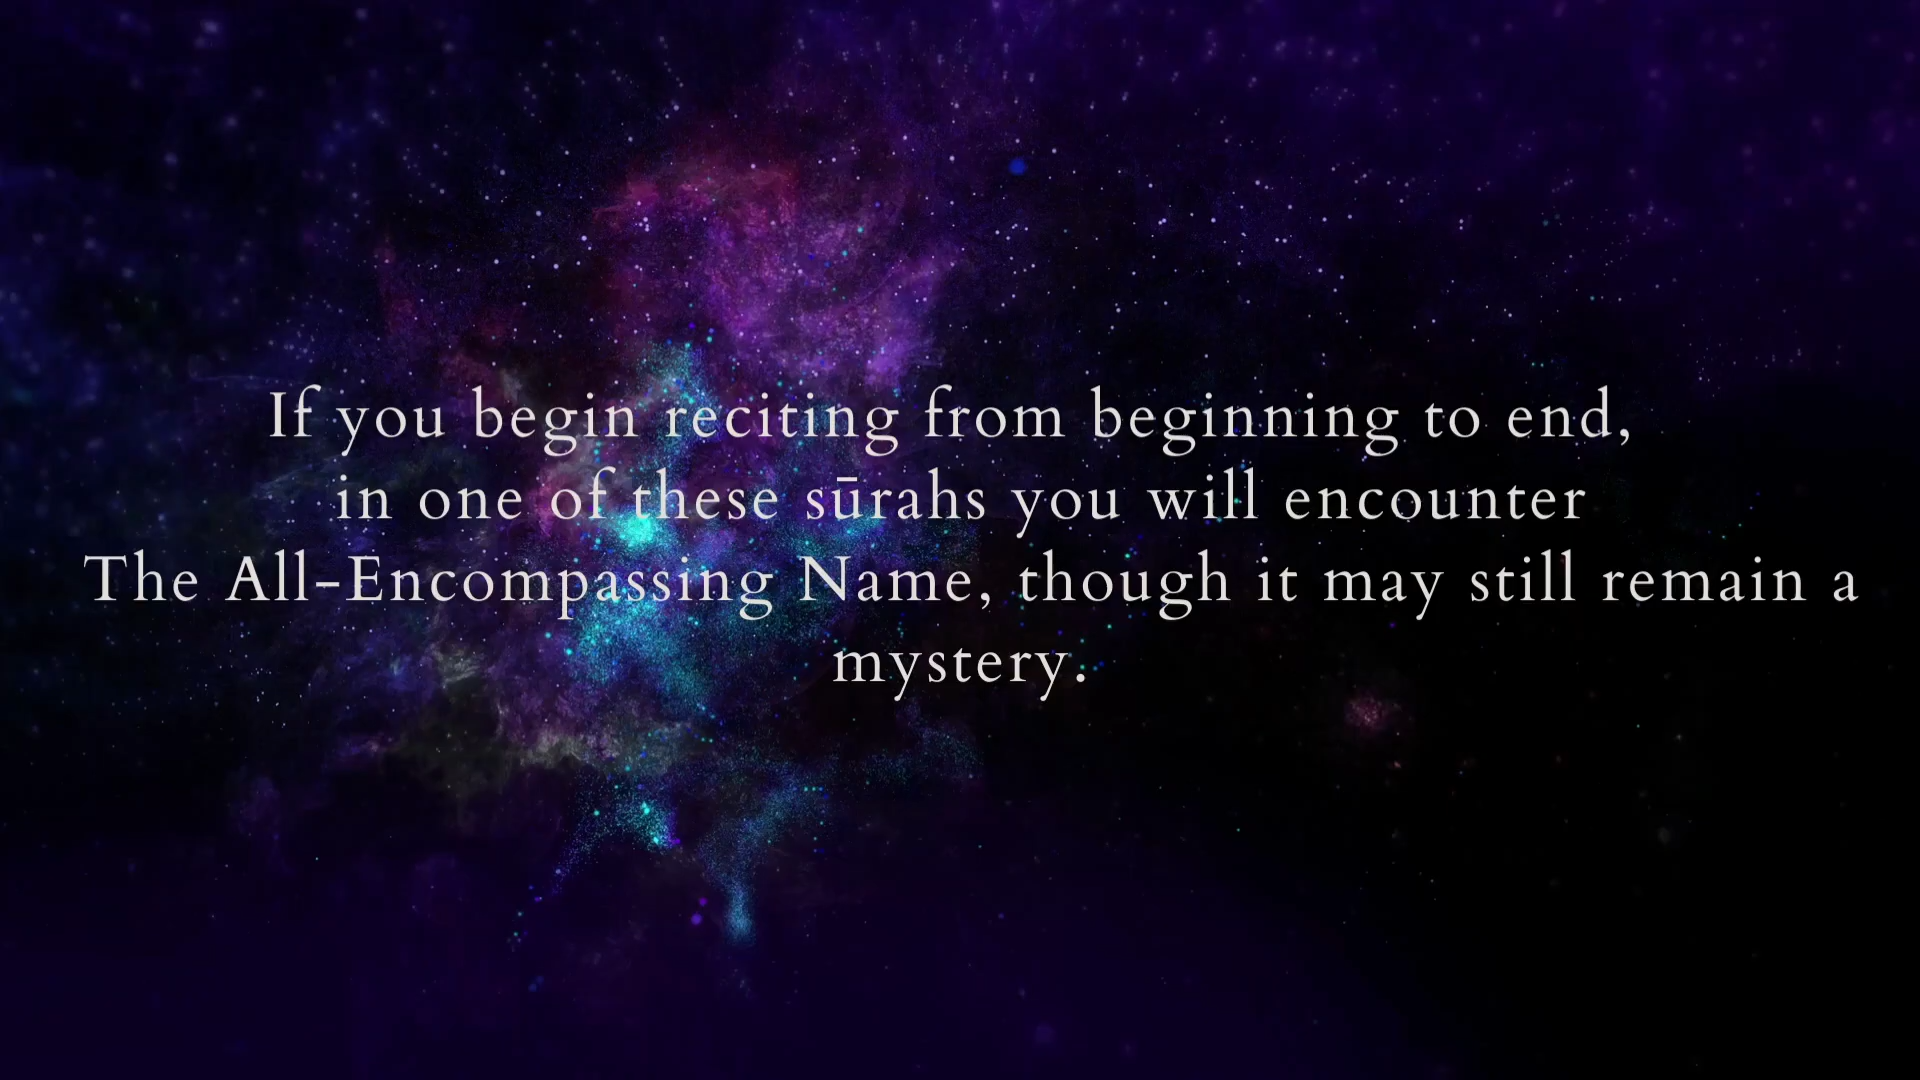 If you begin reciting from beginning to end,
in one of these sūrahs you will encounter
The All-Encompassing Name, though it may still remain a
mystery.